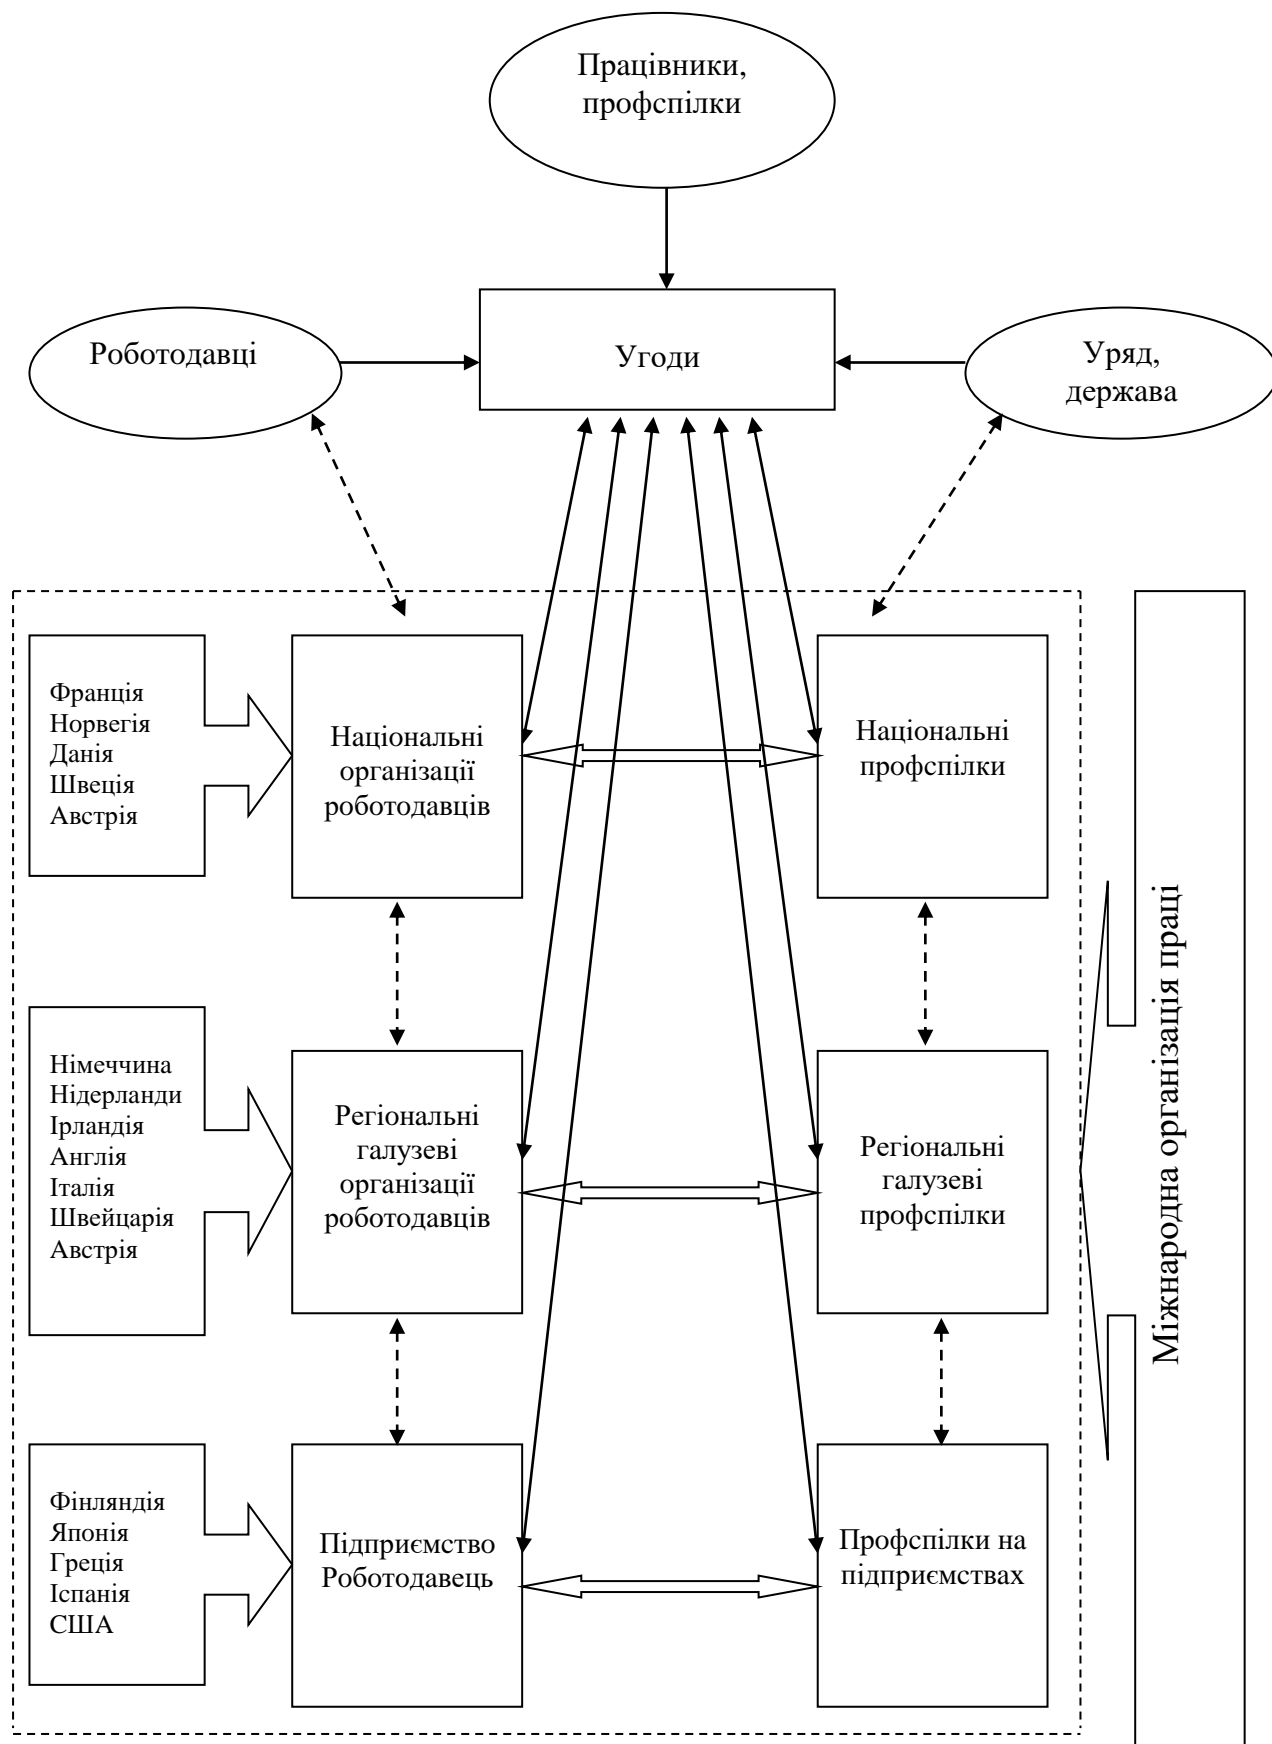 Працівники,
профспілки
Роботодавці
Угоди
Уряд,
держава
Франція
Норвегія
Данія
Швеція
Австрія
Національні
організації
роботодавців
Національні
профспілки
Німеччина
Нідерланди
Ірландія
Англія
Італія
Швейцарія
Австрія
Регіональні
галузеві
організації
роботодавців
Регіональні
галузеві
профспілки
Фінляндія
Японія
Греція
Іспанія
США
Підприємство
Роботодавець
Профспілки на
підприємствах
Міжнародна організація праці